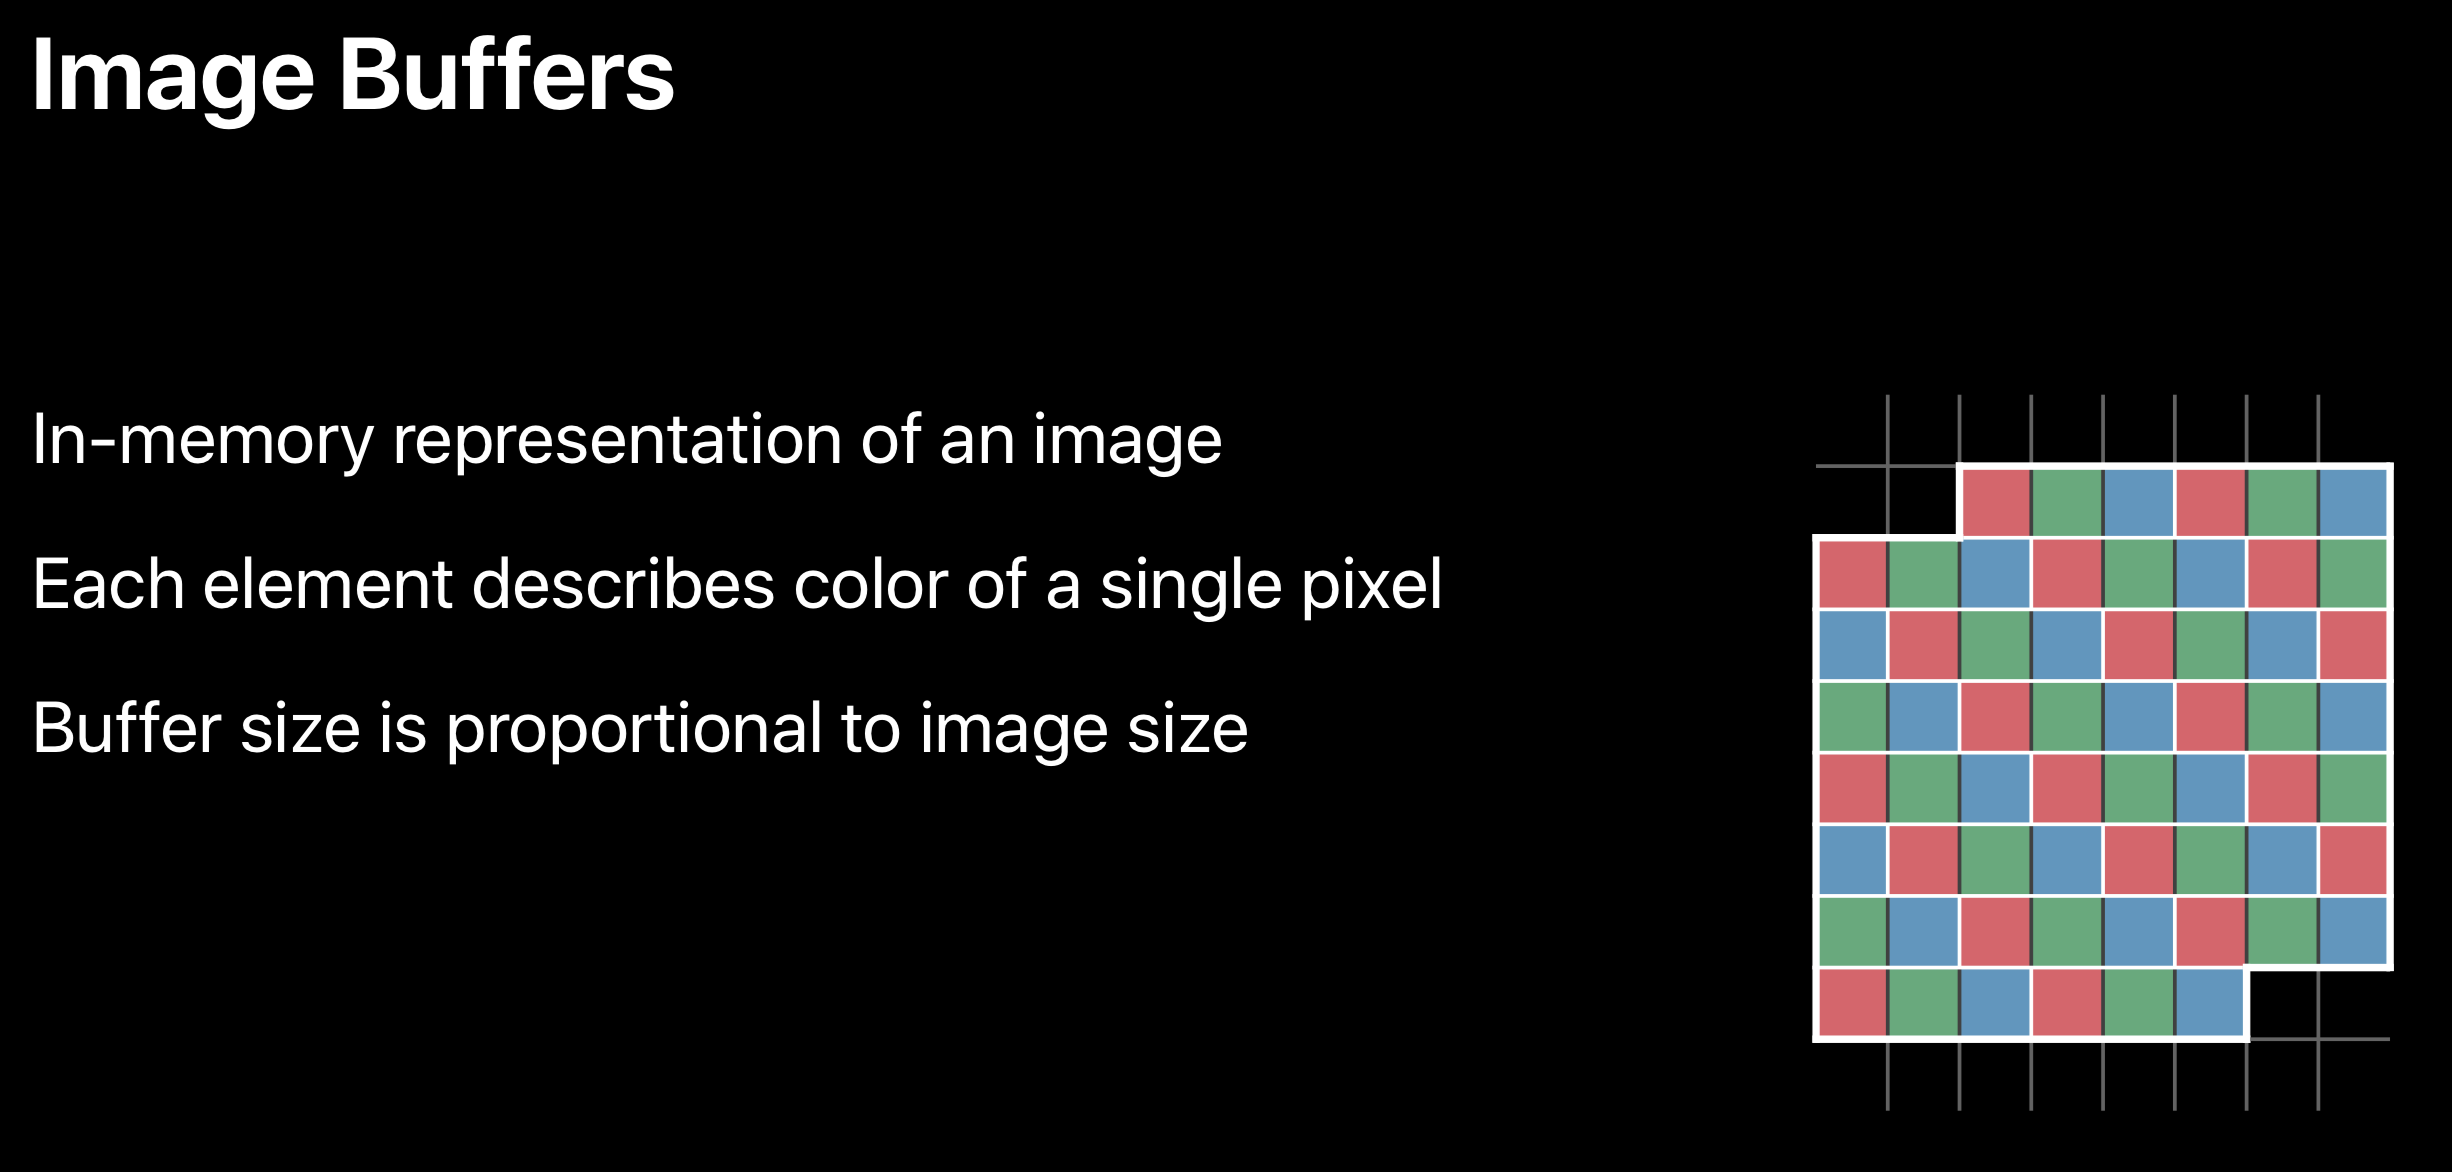 Image Buffers
In-memory representation of an image
Each element describes color of a single pixel
Buffer size is proportional to image size